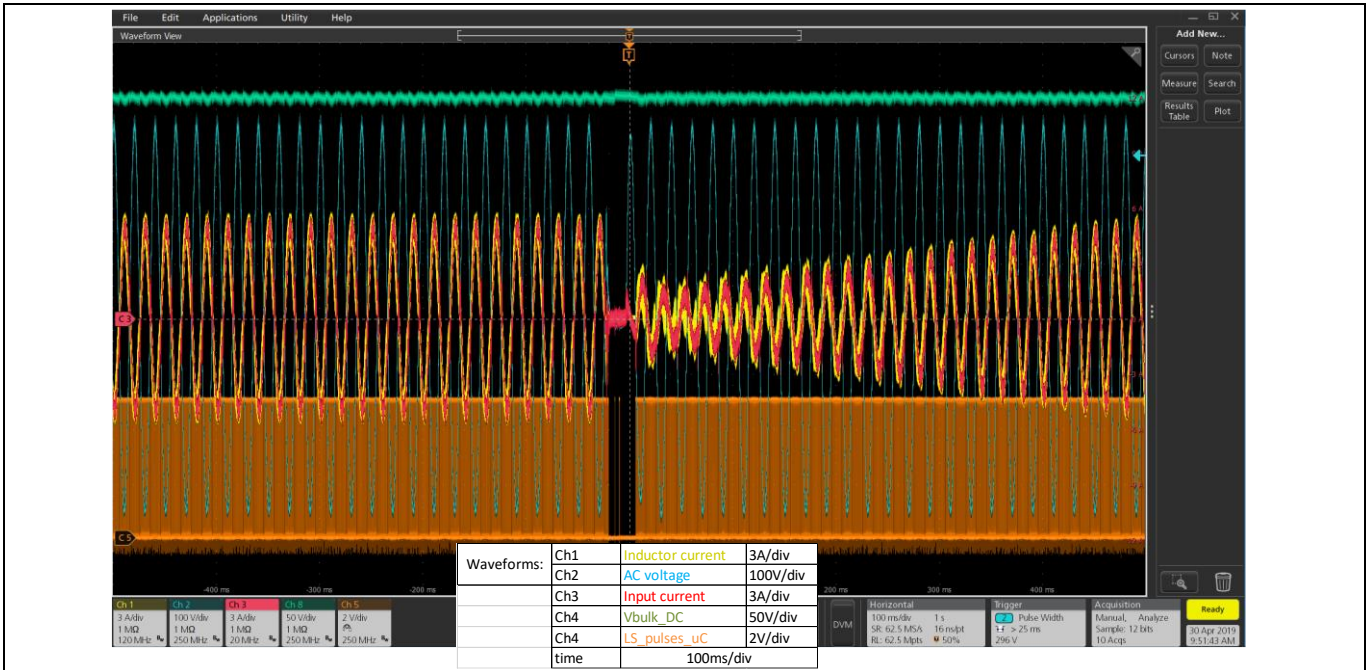 File Edit Applications Utility Help
Waveform View
Add New...
Cursors Note
Measure Search
Results Table Plot
T
T
C3
C5
6 A
-400 ms -300 ms -200 ms 200 ms 300 ms 400 ms
Waveforms: Ch1 Inductor current 3A/div
Ch2 AC voltage 100V/div
Ch3 Input current 3A/div
Ch4 Vbulk_DC 50V/div
Ch4 LS_pulses_uC 2V/div
time 100ms/div
Ch 1
3 A/div
1 MΩ
120 MHz
Ch 2
100 V/div
1 MΩ
250 MHz
Ch 3
3 A/div
1 MΩ
20 MHz
Ch 8
50 V/div
1 MΩ
250 MHz
Ch 5
2 V/div
250 MHz
DVM
Horizontal
100 ms/div 1 s
SR: 62.5 MS/s 16 ns/pt
RL: 62.5 Mpts 50%
Trigger
2 Pulse Width
> 25 ms
296 V
Acquisition
Manual, Analyze
Sample: 12 bits
10 Acqs
Ready
30 Apr 2019
9:51:43 AM